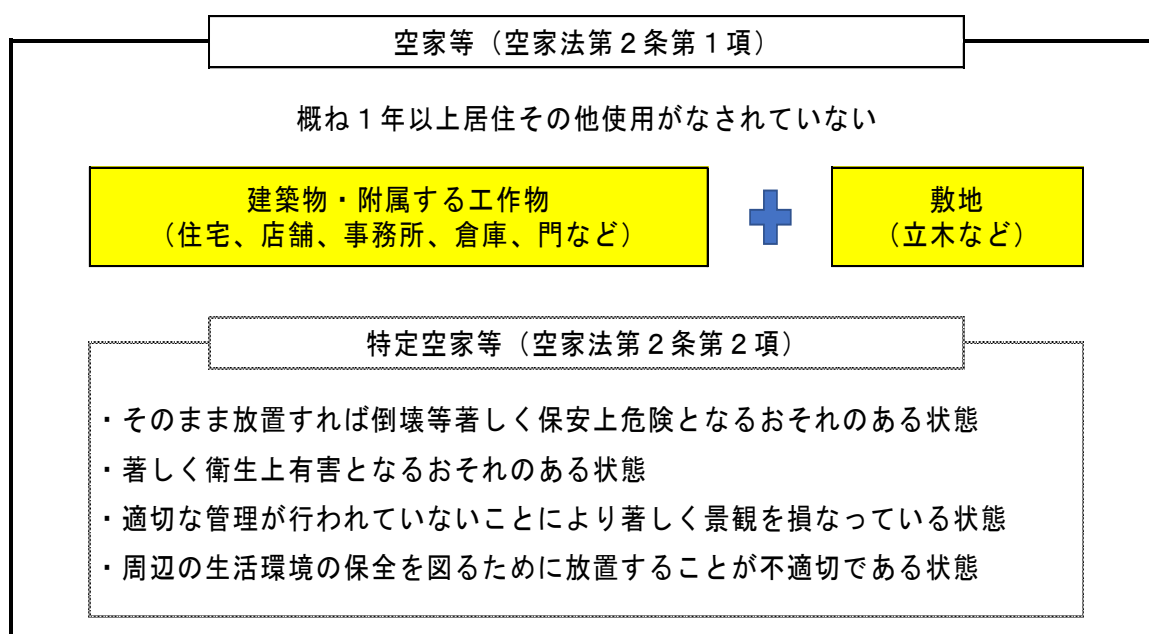 空家等（空家法第２条第１項）
概ね１年以上居住その他使用がなされていない
建築物・附属する工作物
（住宅、店舗、事務所、倉庫、門など）
敷地
（立木など）
特定空家等（空家法第２条第２項）
・そのまま放置すれば倒壊等著しく保安上危険となるおそれのある状態
・著しく衛生上有害となるおそれのある状態
・適切な管理が行われていないことにより著しく景観を損なっている状態
・周辺の生活環境の保全を図るために放置することが不適切である状態